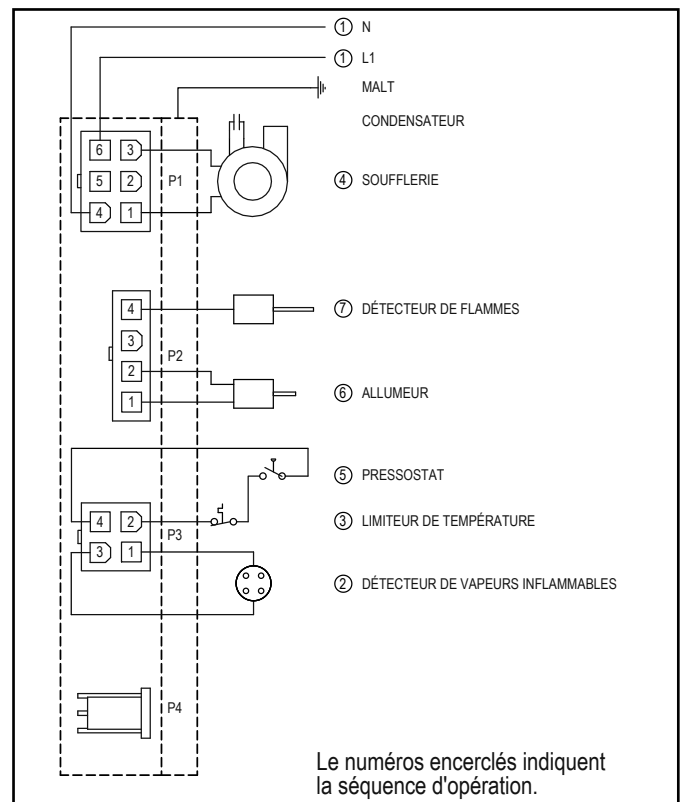 ① N
① L1
MALT
CONDENSATEUR
6 3
5 2 P1
④ SOUFFLERIE
4 1
4
⑦ DÉTECTEUR DE FLAMMES
3
P2
2
⑥ ALLUMEUR
1
⑤ PRESSOSTAT
4 2
③ LIMITEUR DE TEMPÉRATURE
P3
3 1
② DÉTECTEUR DE VAPEURS INFLAMMABLES
P4
Le numéros encerclés indiquent
la séquence d'opération.